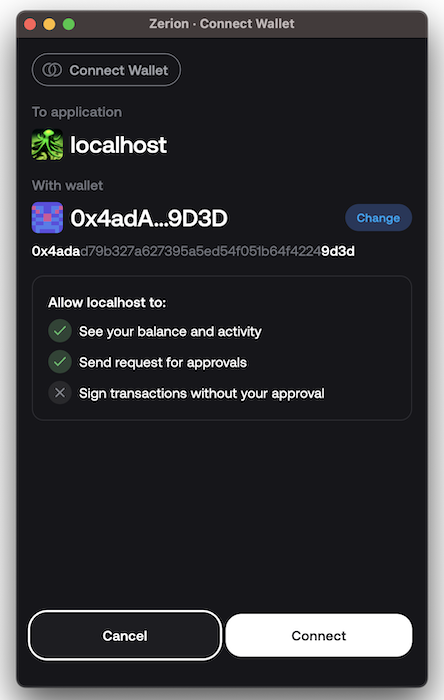 Zerion · Connect Wallet
Connect Wallet
To application
localhost
With wallet
0x4adA...9D3D
Change
0x4adad79b327a627395a5ed54f051b64f42249d3d
Allow localhost to:
See your balance and activity
Send request for approvals
Sign transactions without your approval
Cancel
Connect